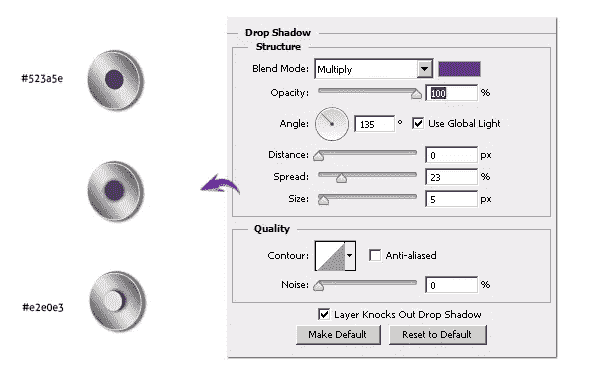 Drop Shadow
Structure
Blend Mode: Multiply
Opacity: 100 %
#523a5e
Angle: 135 ° Use Global Light
Distance: 0 px
Spread: 23 %
Size: 5 px
Quality
Contour: Anti-aliased
Noise: 0 %
#e2e0e3
Layer Knocks Out Drop Shadow
Make Default Reset to Default